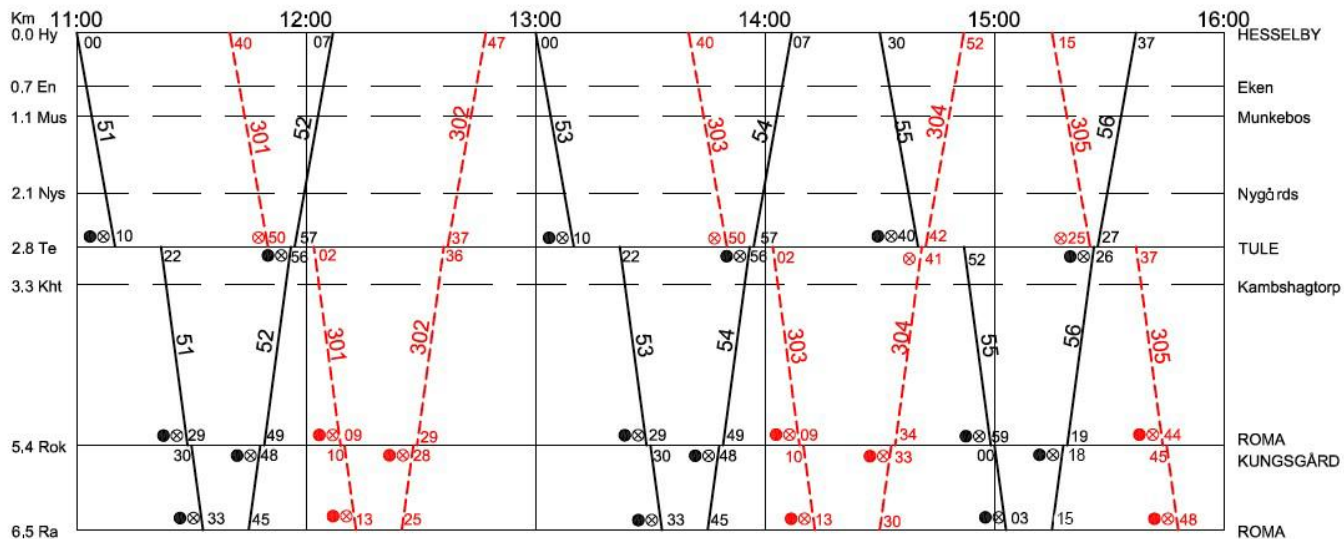 Km 11:00 12:00 13:00 14:00 15:00 16:00
0.0 Hy 00 40 07 47 00 40 07 30 52 15 37 HESSELBY
0.7 En Eken
1.1 Mus Munkebos
51 301 52 302 53 303 54 55 304 305 56
2.1 Nys Nygårds
10 50 57 37 10 50 57 40 42 25 27
2.8 Te TULE
22 56 02 36 22 56 02 41 52 26 37
3.3 Kht Kambshagtorp
51 52 301 302 53 54 303 304 55 56 305
29 49 09 29 29 49 09 34 59 19 44 ROMA
5,4 Rok
30 48 10 28 30 48 10 33 00 18 45 KUNGSGÅRD
33 45 13 25 33 45 13 30 03 15 48
6,5 Ra ROMA